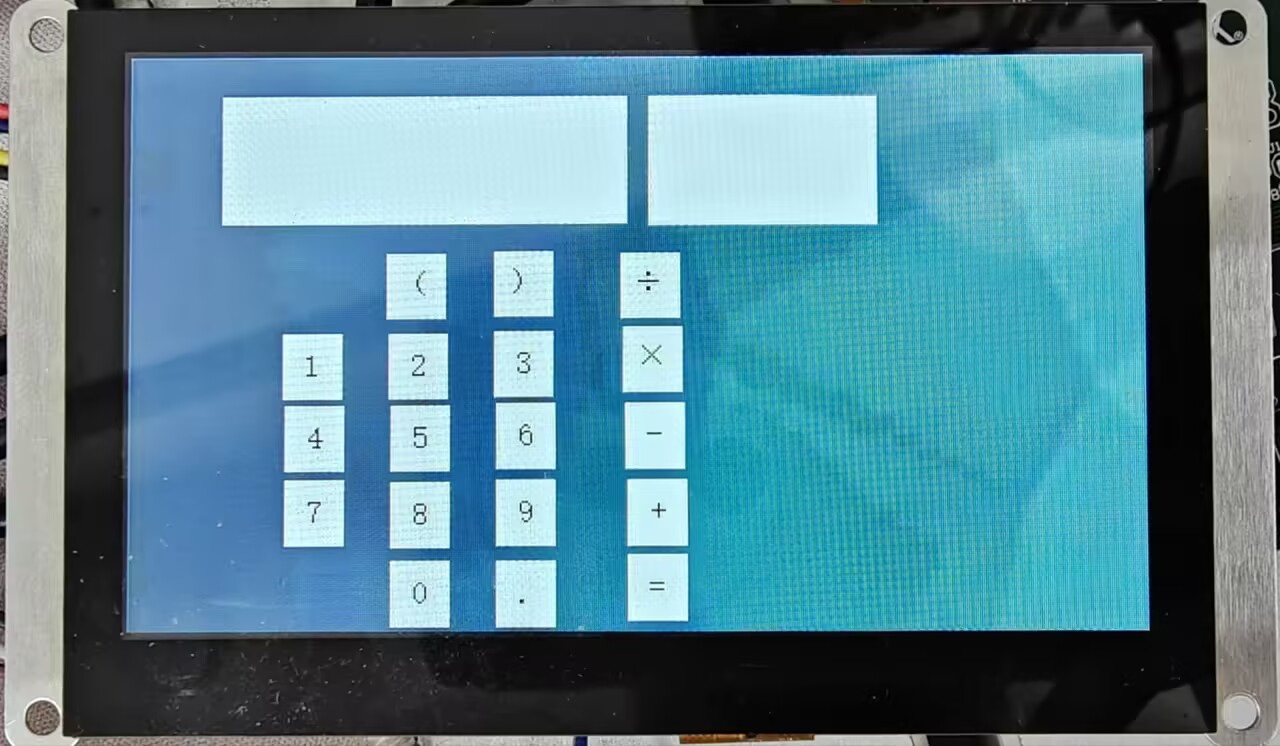 ( ) ÷
1 2 3 ×
4 5 6 −
7 8 9 +
0 . =